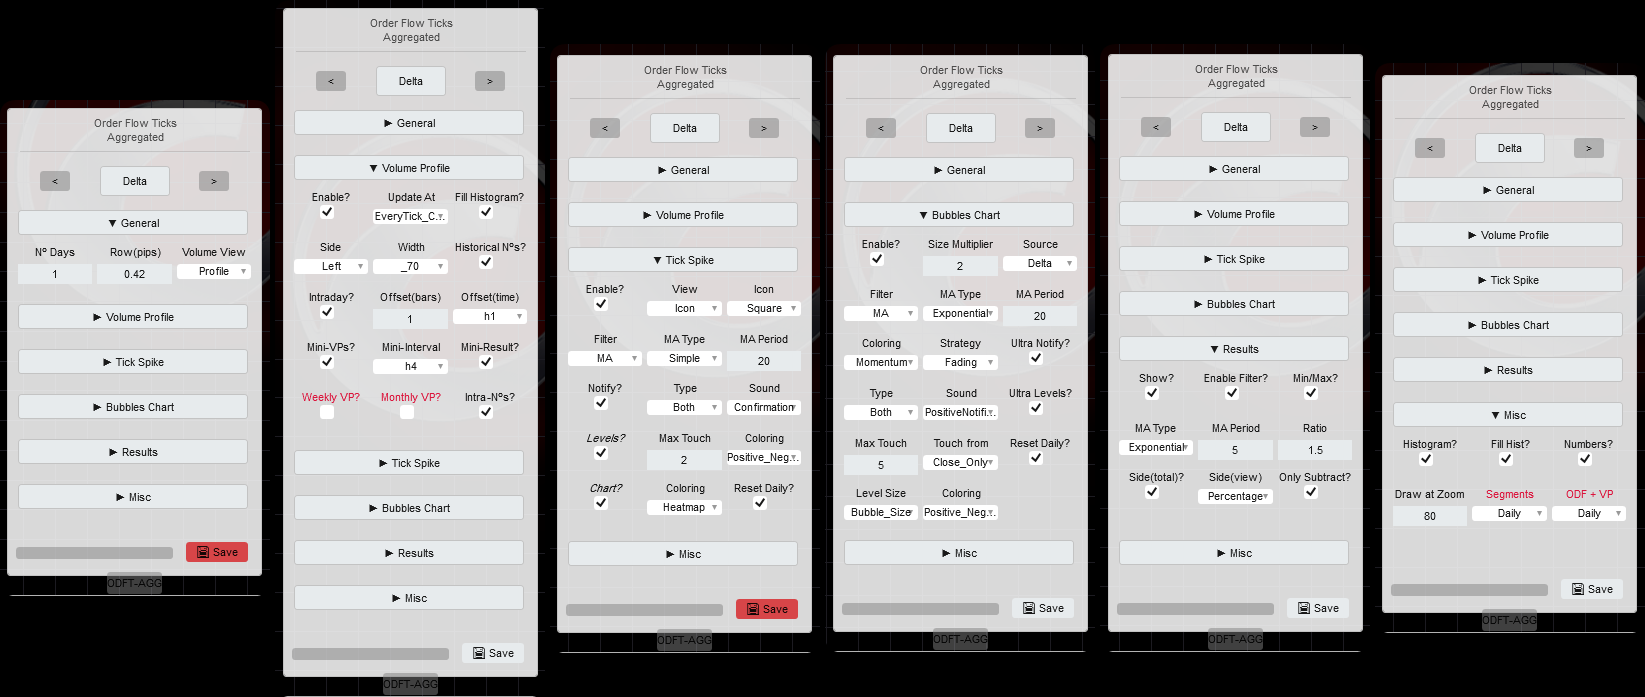 Order Flow Ticks
Aggregated
< Delta >
▼ General
Nº Days Row(pips) Volume View
1 0.42 Profile
► Volume Profile
► Tick Spike
► Bubbles Chart
► Results
► Misc
Save
ODFT-AGG
Order Flow Ticks
Aggregated
< Delta >
► General
▼ Volume Profile
Enable? Update At Fill Histogram?
EveryTick_C...
Side Width Historical Nºs?
Left _70
Intraday? Offset(bars) Offset(time)
1 h1
Mini-VPs? Mini-Interval Mini-Result?
h4
Weekly VP? Monthly VP? Intra-Nºs?
► Tick Spike
► Bubbles Chart
► Results
► Misc
Save
ODFT-AGG
Order Flow Ticks
Aggregated
< Delta >
► General
► Volume Profile
▼ Tick Spike
Enable? View Icon
Icon Square
Filter MA Type MA Period
MA Simple 20
Notify? Type Sound
Both Confirmation
Levels? Max Touch Coloring
2 Positive_Neg...
Chart? Coloring Reset Daily?
Heatmap
► Misc
Save
ODFT-AGG
Order Flow Ticks
Aggregated
< Delta >
► General
▼ Bubbles Chart
Enable? Size Multiplier Source
2 Delta
Filter MA Type MA Period
MA Exponential 20
Coloring Strategy Ultra Notify?
Momentum Fading
Type Sound Ultra Levels?
Both PositiveNotifi...
Max Touch Touch from Reset Daily?
5 Close_Only
Level Size Coloring
Bubble_Size Positive_Neg...
► Misc
Save
ODFT-AGG
Order Flow Ticks
Aggregated
< Delta >
► General
► Volume Profile
► Tick Spike
► Bubbles Chart
▼ Results
Show? Enable Filter? Min/Max?
MA Type MA Period Ratio
Exponential 5 1.5
Side(total)? Side(view) Only Subtract?
Percentage
► Misc
Save
ODFT-AGG
Order Flow Ticks
Aggregated
< Delta >
► General
► Volume Profile
► Tick Spike
► Bubbles Chart
► Results
▼ Misc
Histogram? Fill Hist? Numbers?
Draw at Zoom Segments ODF + VP
80 Daily Daily
Save
ODFT-AGG